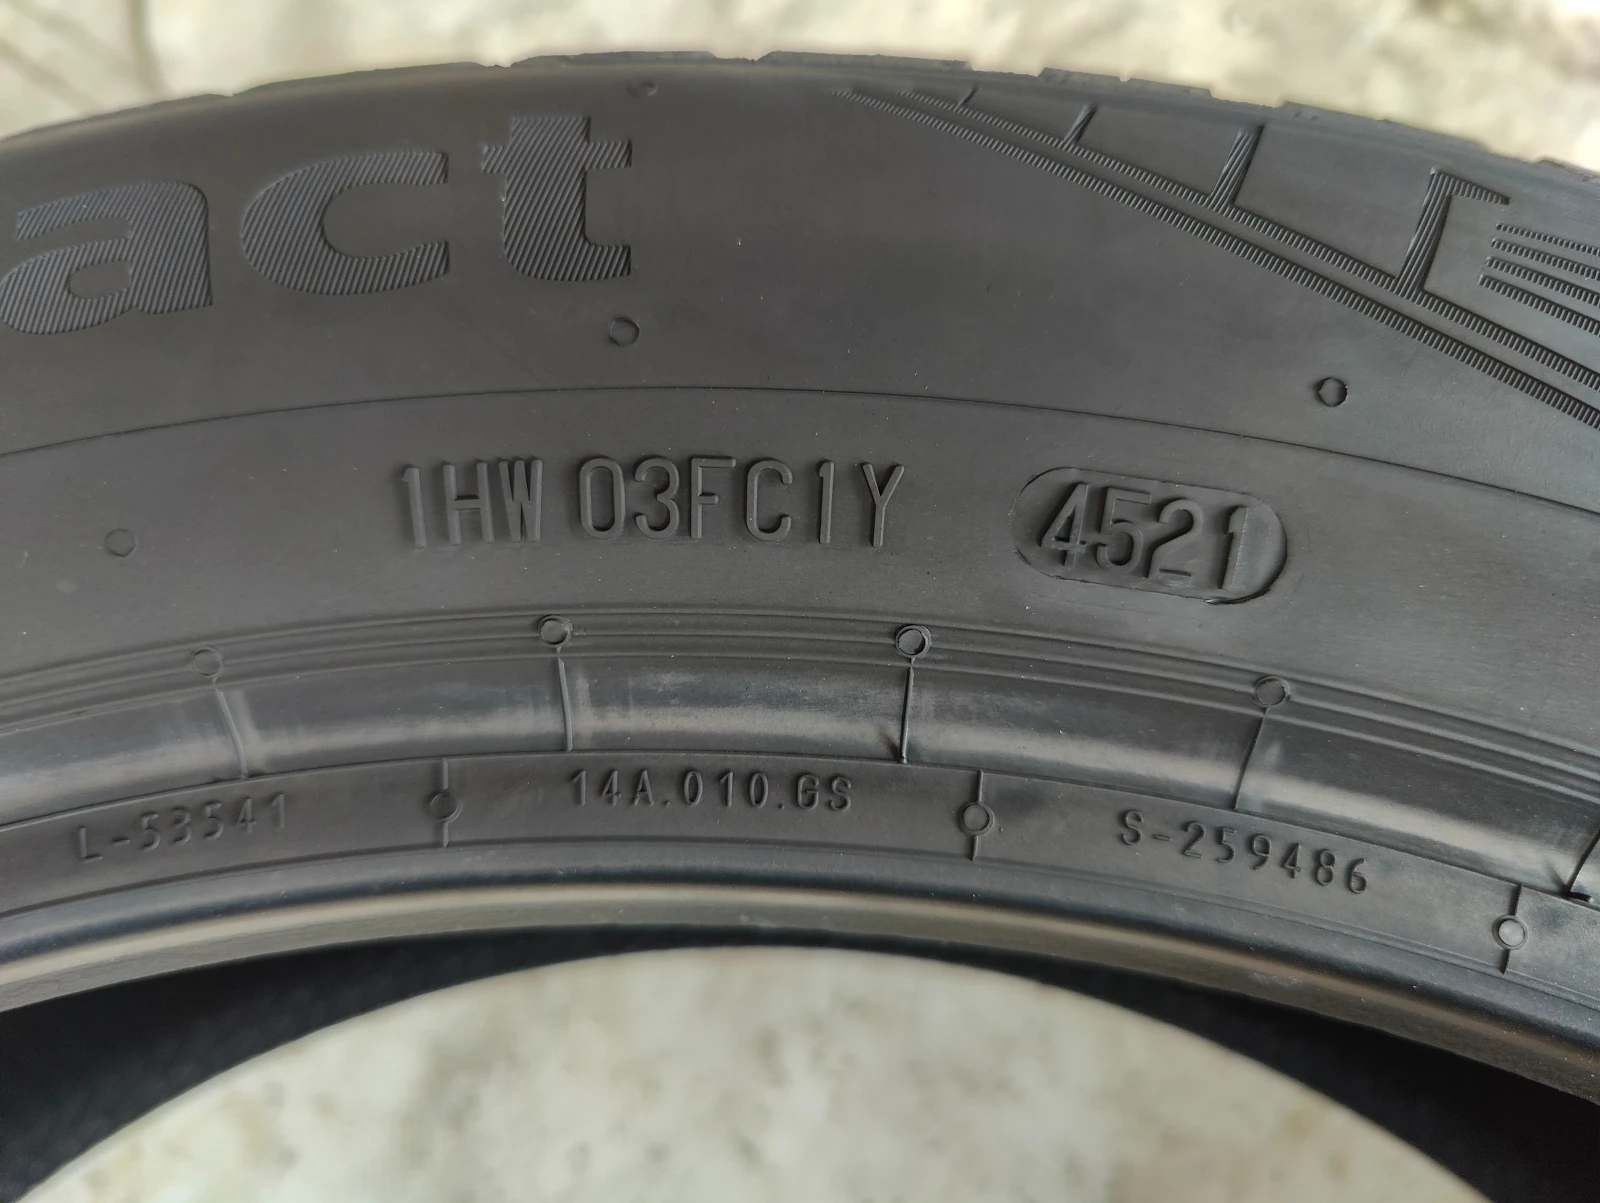 act
1HW 03FC1Y 4521
L-53541 14A.010.GS S-259486